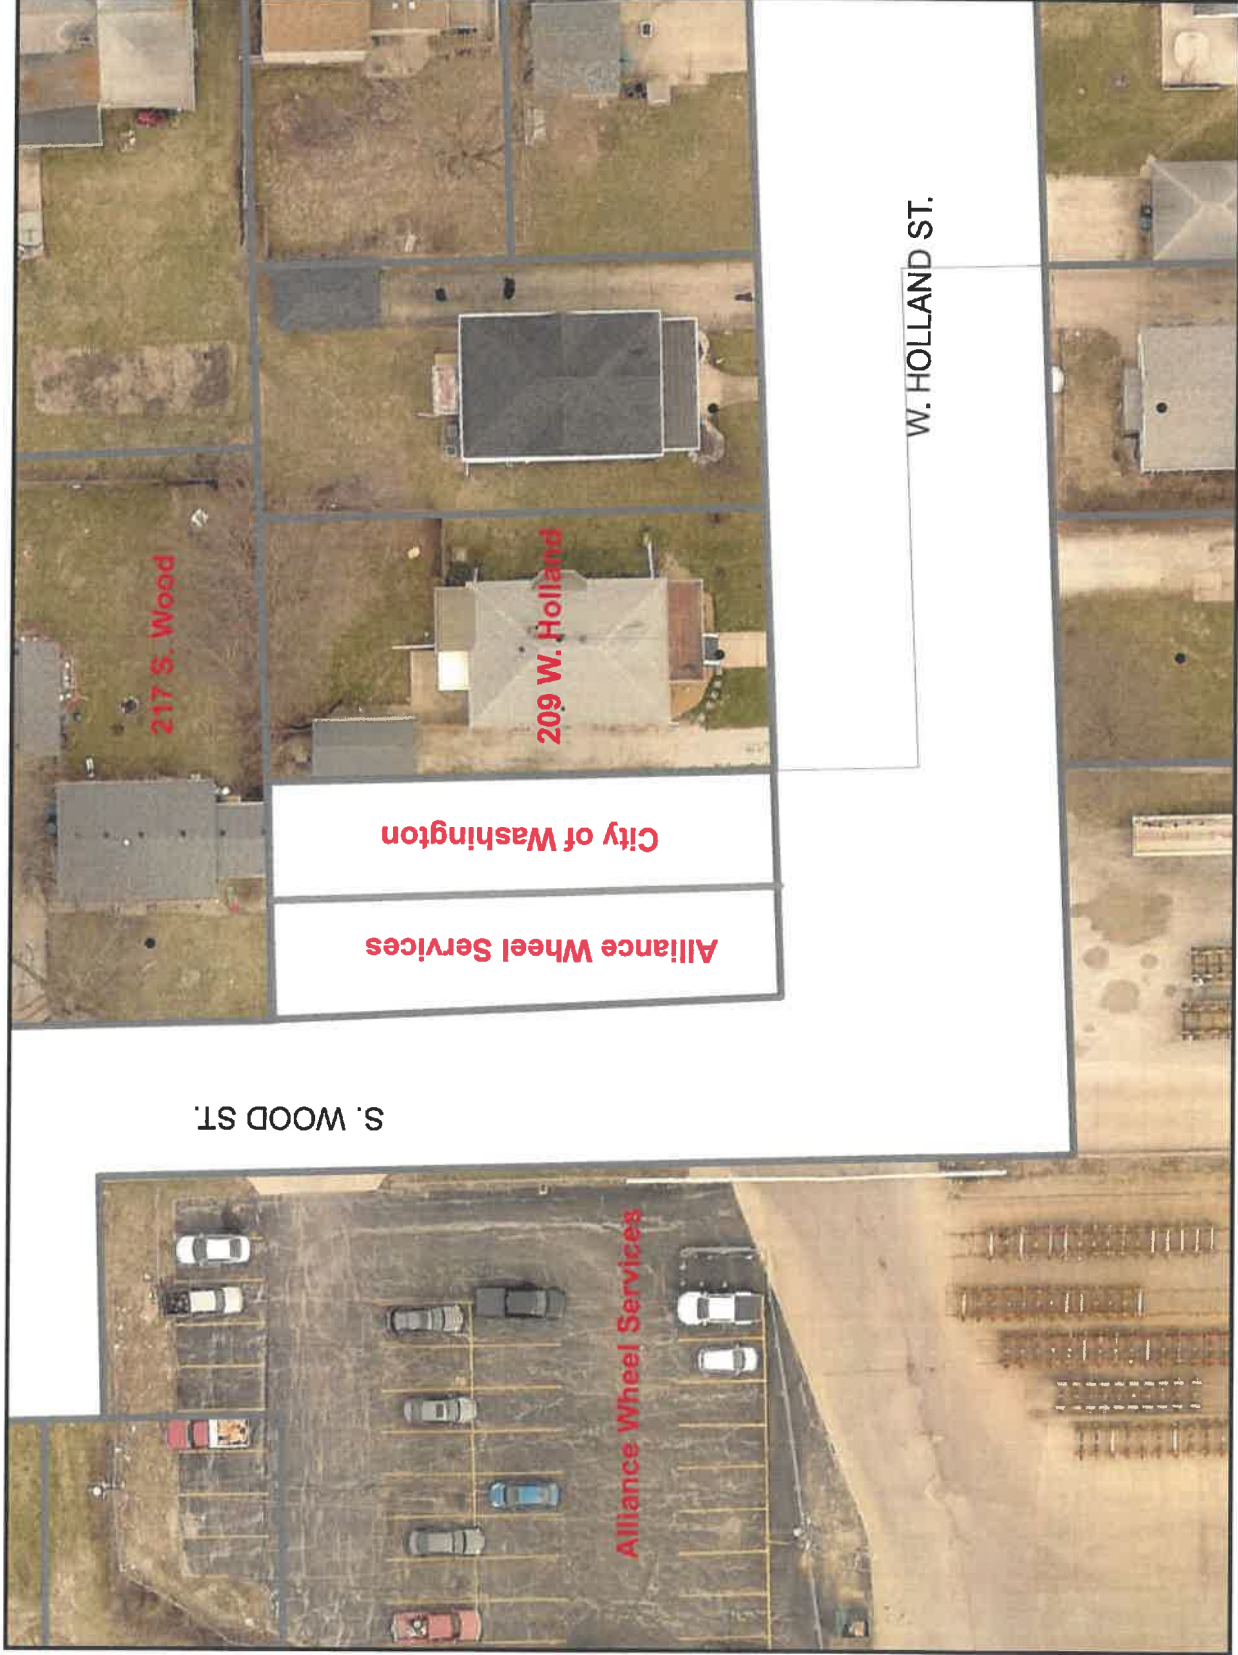 217 S. Wood
209 W. Holland
City of Washington
Alliance Wheel Services
W. HOLLAND ST.
S. WOOD ST.
Alliance Wheel Services